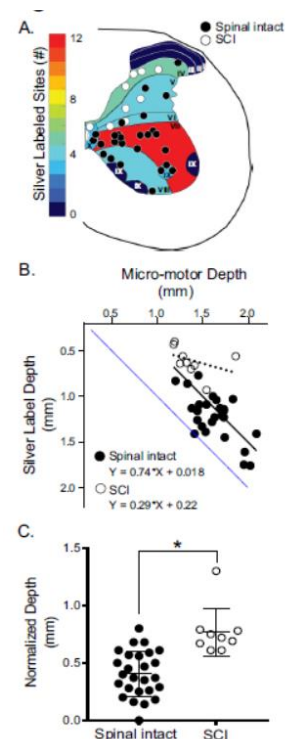 A.
Spinal intact
SCI
Silver Labeled Sites (#)
12
8
4
0
IV
V
VI
VII
VIII
IX
IX
IX
B.
Micro-motor Depth
(mm)
0.5 1.0 1.5 2.0
Silver Label Depth
(mm)
0.5
1.0
1.5
2.0
Spinal intact
Y = 0.74*X + 0.018
SCI
Y = 0.29*X + 0.22
C.
*
Normalized Depth
(mm)
1.5
1.0
0.5
0.0
Spinal intact SCI